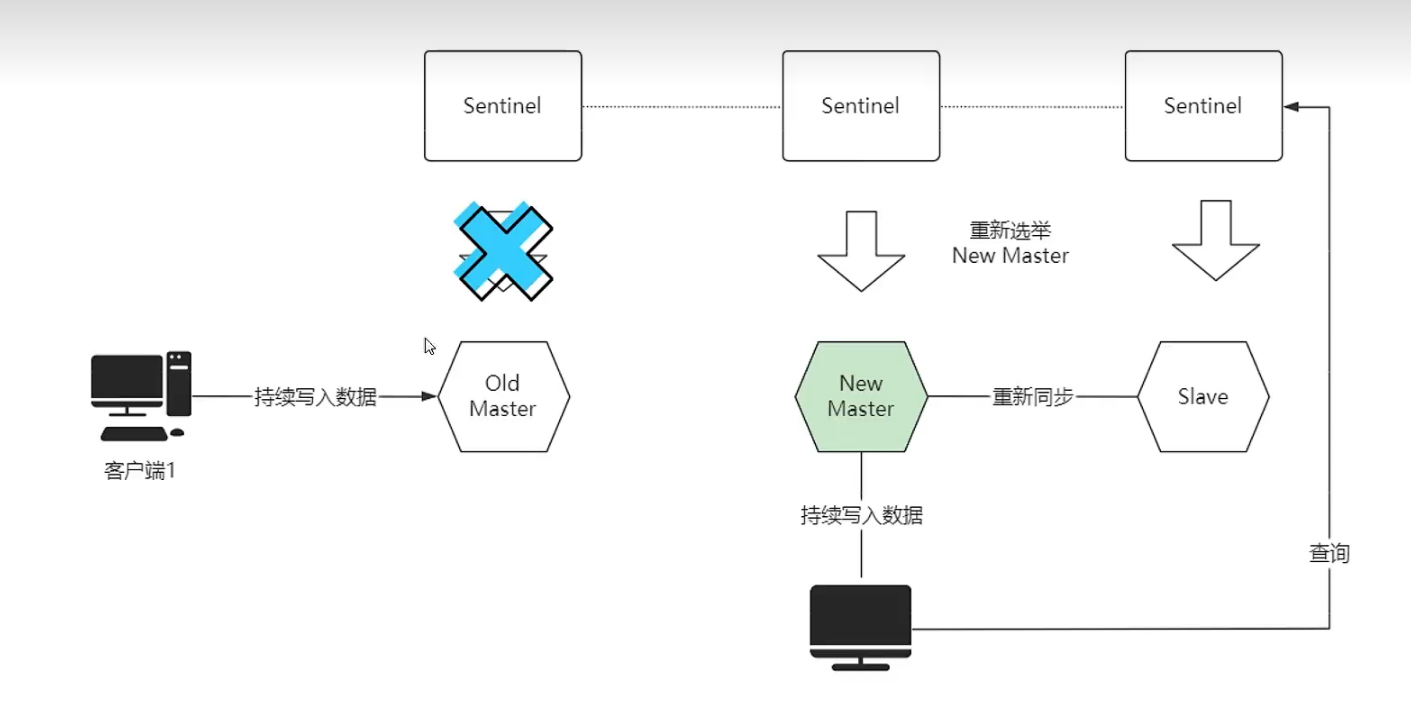 Sentinel
Sentinel
Sentinel
重新选举
New Master
持续写入数据
Old
Master
New
Master
重新同步
Slave
客户端1
持续写入数据
查询